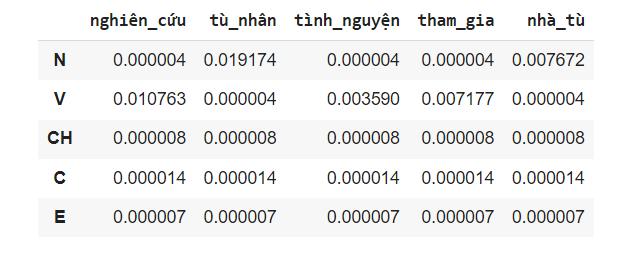 nghiên_cứu tù_nhân tình_nguyện tham_gia nhà_tù
N 0.000004 0.019174 0.000004 0.000004 0.007672
V 0.010763 0.000004 0.003590 0.007177 0.000004
CH 0.000008 0.000008 0.000008 0.000008 0.000008
C 0.000014 0.000014 0.000014 0.000014 0.000014
E 0.000007 0.000007 0.000007 0.000007 0.000007